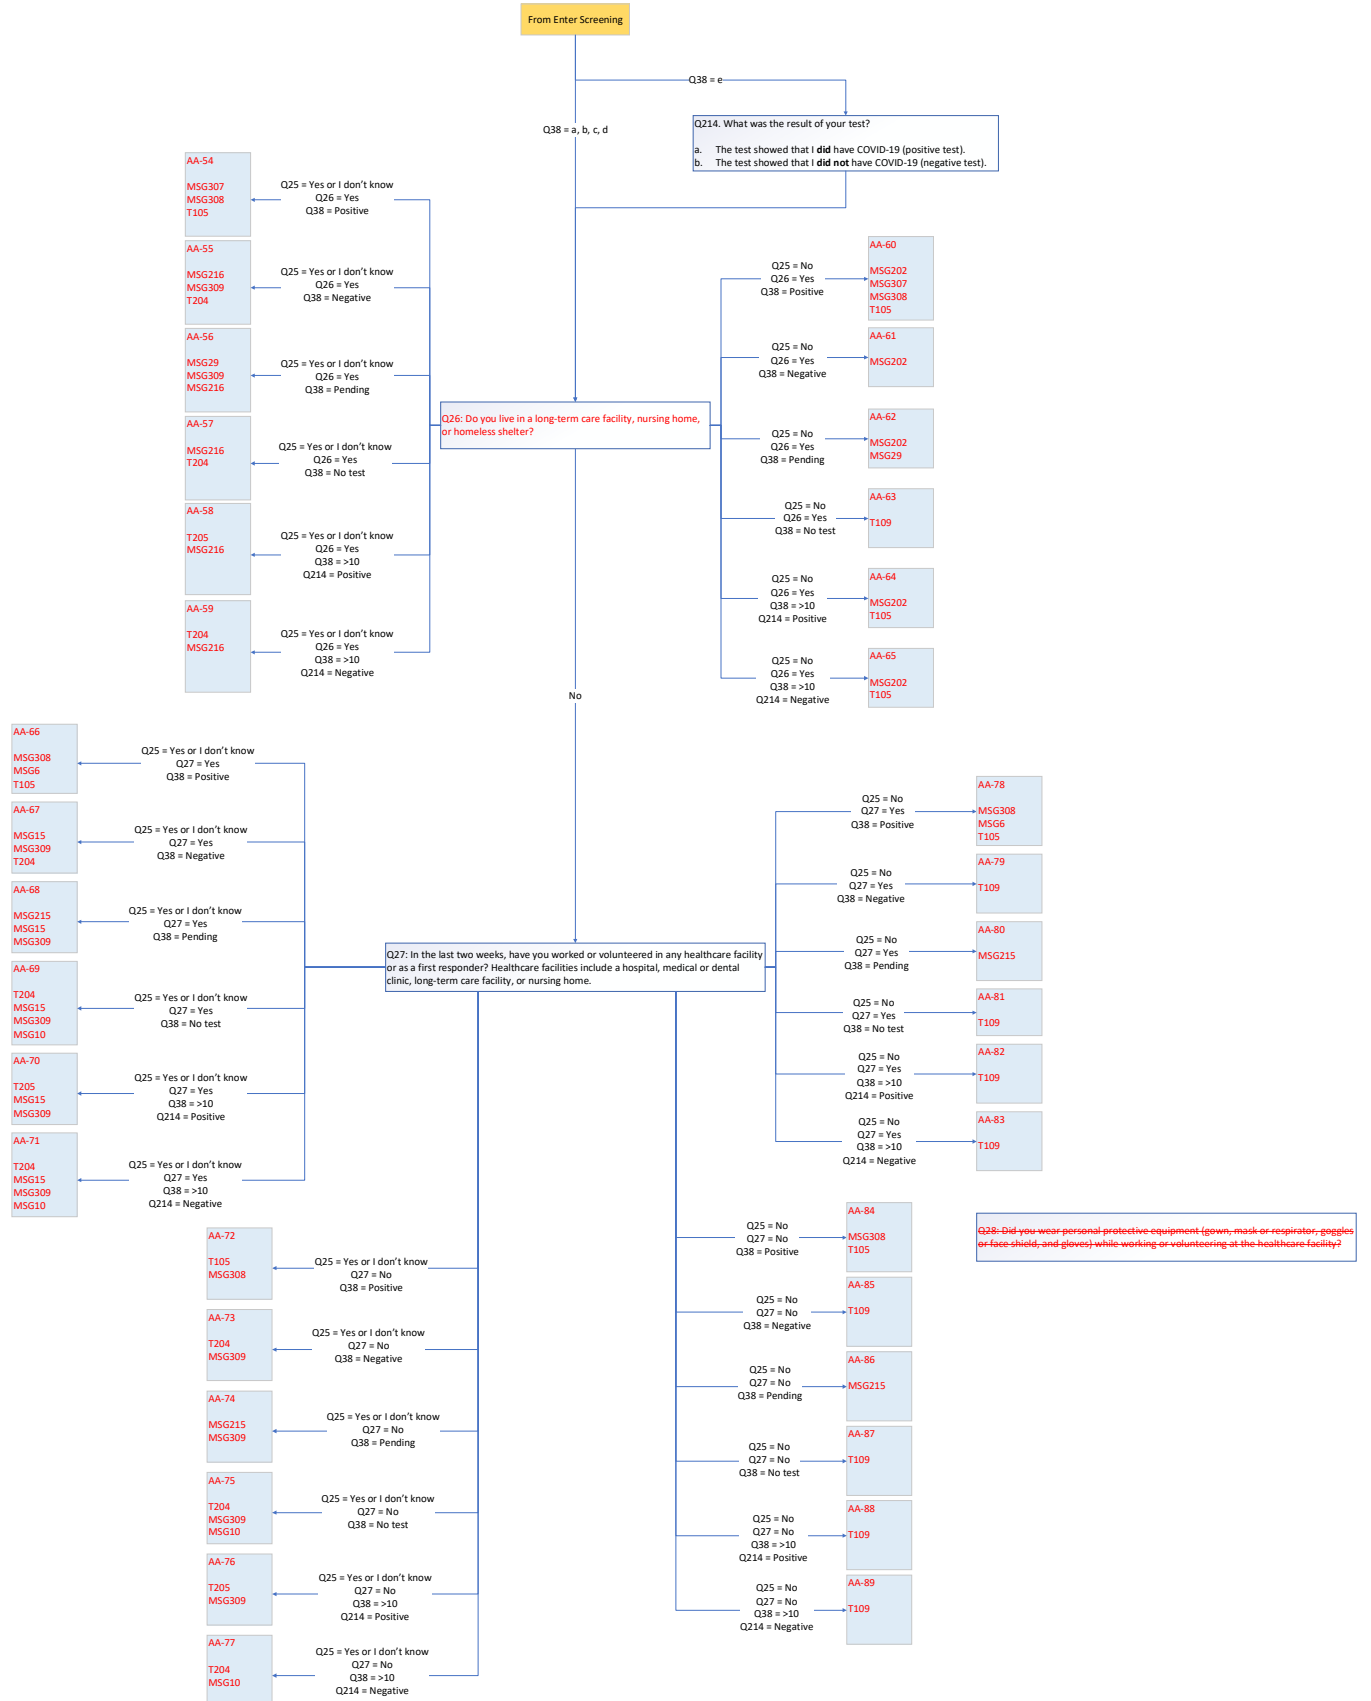 From Enter Screening
Q38 = e
Q38 = a, b, c, d
Q214. What was the result of your test?
a. The test showed that I did have COVID-19 (positive test).
b. The test showed that I did not have COVID-19 (negative test).
AA-54
MSG307
MSG308
T105
Q25 = Yes or I don't know
Q26 = Yes
Q38 = Positive
AA-55
MSG216
MSG309
T204
Q25 = Yes or I don't know
Q26 = Yes
Q38 = Negative
AA-56
MSG29
MSG309
MSG216
Q25 = Yes or I don't know
Q26 = Yes
Q38 = Pending
AA-57
MSG216
T204
Q25 = Yes or I don't know
Q26 = Yes
Q38 = No test
AA-58
T205
MSG216
Q25 = Yes or I don't know
Q26 = Yes
Q38 = >10
Q214 = Positive
AA-59
T204
MSG216
Q25 = Yes or I don't know
Q26 = Yes
Q38 = >10
Q214 = Negative
Q26: Do you live in a long-term care facility, nursing home,
or homeless shelter?
Q25 = No
Q26 = Yes
Q38 = Positive
AA-60
MSG202
MSG307
MSG308
T105
Q25 = No
Q26 = Yes
Q38 = Negative
AA-61
MSG202
Q25 = No
Q26 = Yes
Q38 = Pending
AA-62
MSG202
MSG29
Q25 = No
Q26 = Yes
Q38 = No test
AA-63
T109
Q25 = No
Q26 = Yes
Q38 = >10
Q214 = Positive
AA-64
MSG202
T105
Q25 = No
Q26 = Yes
Q38 = >10
Q214 = Negative
AA-65
MSG202
T105
No
AA-66
MSG308
MSG6
T105
Q25 = Yes or I don't know
Q27 = Yes
Q38 = Positive
AA-67
MSG15
MSG309
T204
Q25 = Yes or I don't know
Q27 = Yes
Q38 = Negative
AA-68
MSG215
MSG15
MSG309
Q25 = Yes or I don't know
Q27 = Yes
Q38 = Pending
AA-69
T204
MSG15
MSG309
MSG10
Q25 = Yes or I don't know
Q27 = Yes
Q38 = No test
AA-70
T205
MSG15
MSG309
Q25 = Yes or I don't know
Q27 = Yes
Q38 = >10
Q214 = Positive
AA-71
T204
MSG15
MSG309
MSG10
Q25 = Yes or I don't know
Q27 = Yes
Q38 = >10
Q214 = Negative
Q27: In the last two weeks, have you worked or volunteered in any healthcare facility
or as a first responder? Healthcare facilities include a hospital, medical or dental
clinic, long-term care facility, or nursing home.
Q25 = No
Q27 = Yes
Q38 = Positive
AA-78
MSG308
MSG6
T105
Q25 = No
Q27 = Yes
Q38 = Negative
AA-79
T109
Q25 = No
Q27 = Yes
Q38 = Pending
AA-80
MSG215
Q25 = No
Q27 = Yes
Q38 = No test
AA-81
T109
Q25 = No
Q27 = Yes
Q38 = >10
Q214 = Positive
AA-82
T109
Q25 = No
Q27 = Yes
Q38 = >10
Q214 = Negative
AA-83
T109
AA-72
T105
MSG308
Q25 = Yes or I don't know
Q27 = No
Q38 = Positive
AA-73
T204
MSG309
Q25 = Yes or I don't know
Q27 = No
Q38 = Negative
AA-74
MSG215
MSG309
Q25 = Yes or I don't know
Q27 = No
Q38 = Pending
AA-75
T204
MSG309
MSG10
Q25 = Yes or I don't know
Q27 = No
Q38 = No test
AA-76
T205
MSG309
Q25 = Yes or I don't know
Q27 = No
Q38 = >10
Q214 = Positive
AA-77
T204
MSG10
Q25 = Yes or I don't know
Q27 = No
Q38 = >10
Q214 = Negative
Q25 = No
Q27 = No
Q38 = Positive
AA-84
MSG308
T105
Q25 = No
Q27 = No
Q38 = Negative
AA-85
T109
Q25 = No
Q27 = No
Q38 = Pending
AA-86
MSG215
Q25 = No
Q27 = No
Q38 = No test
AA-87
T109
Q25 = No
Q27 = No
Q38 = >10
Q214 = Positive
AA-88
T109
Q25 = No
Q27 = No
Q38 = >10
Q214 = Negative
AA-89
T109
Q28: Did you wear personal protective equipment (gown, mask or respirator, goggles
or face shield, and gloves) while working or volunteering at the healthcare facility?